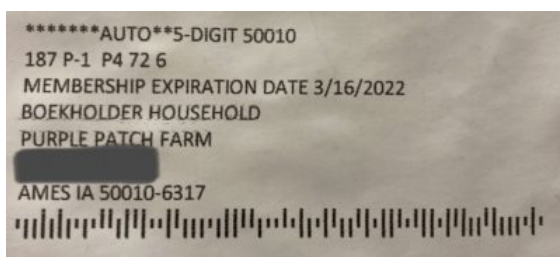 *******AUTO**5-DIGIT 50010
187 P-1 P4 72 6
MEMBERSHIP EXPIRATION DATE 3/16/2022
BOEKHOLDER HOUSEHOLD
PURPLE PATCH FARM
AMES IA 50010-6317